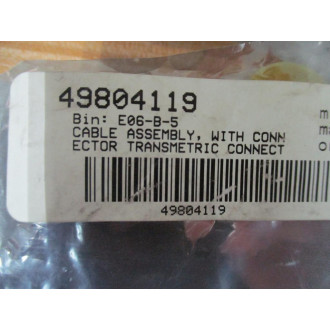 49804119
Bin: E06-B-5
CABLE ASSEMBLY, WITH CONN
ECTOR TRANSMETRIC CONNECT
49804119